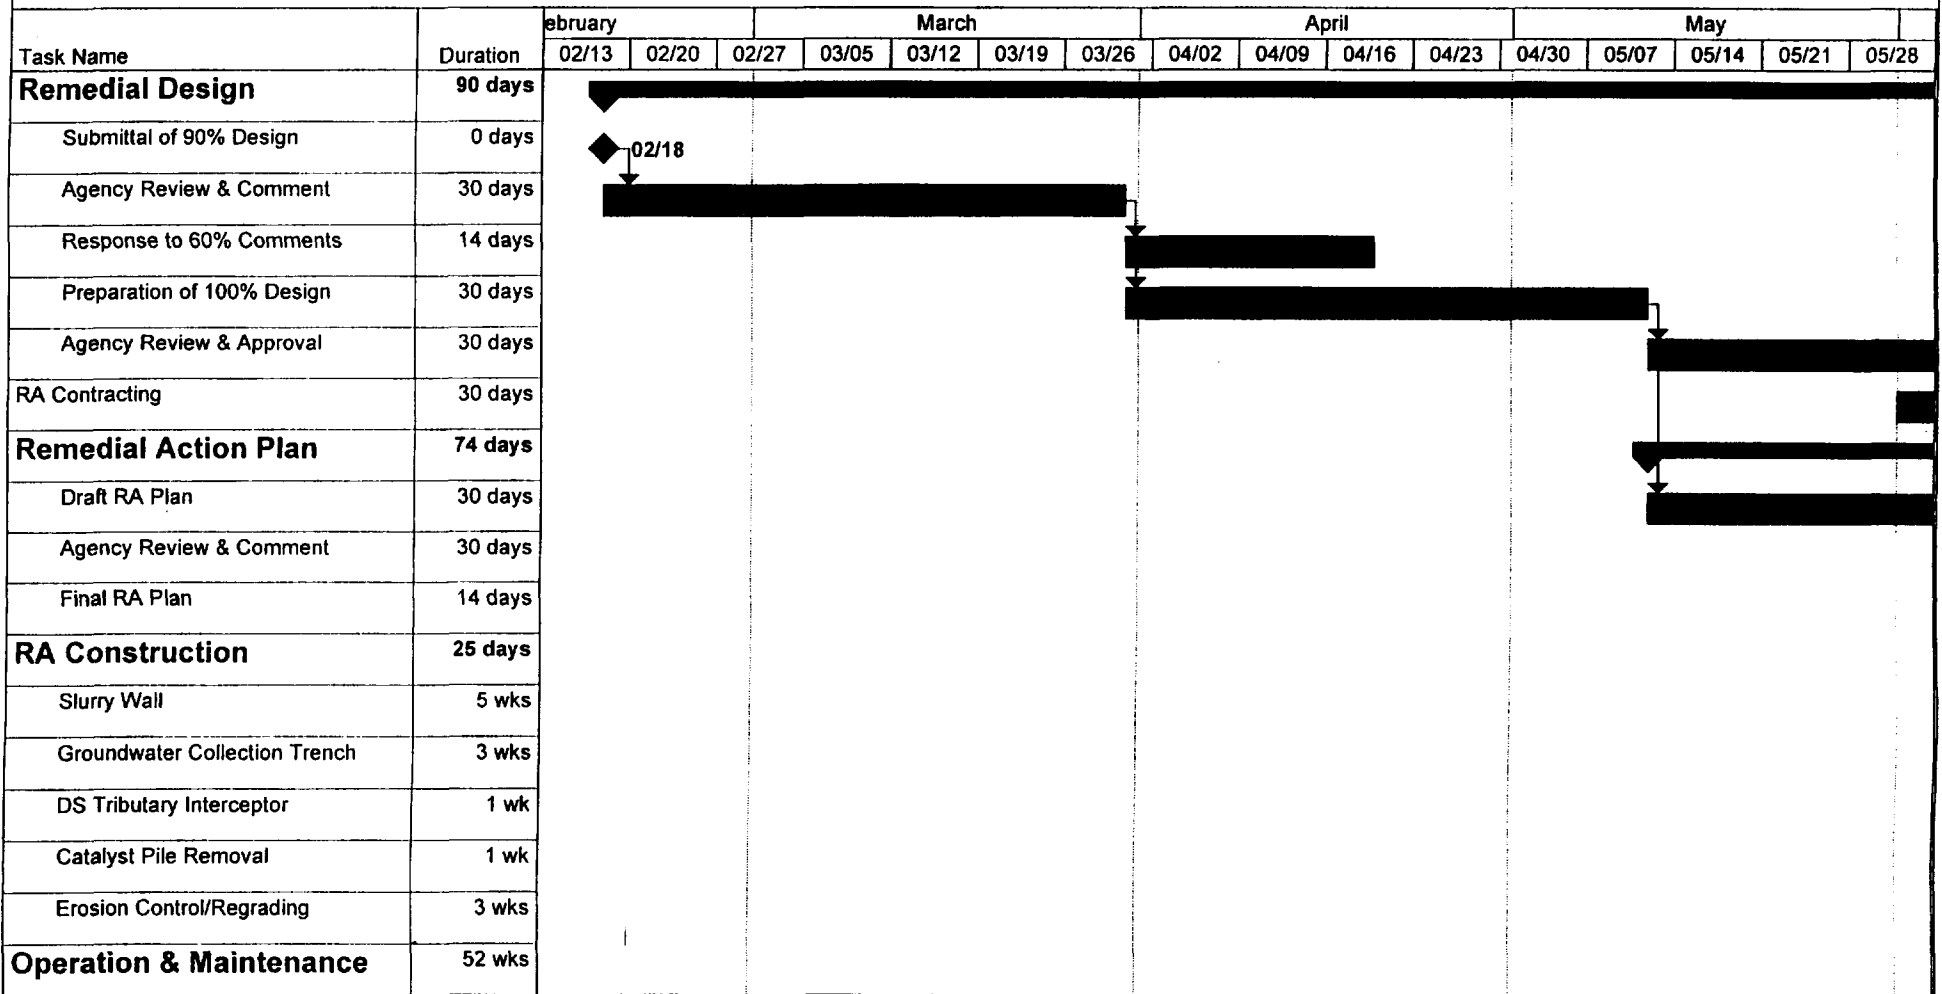 ebruary March April May
Task Name Duration 02/13 02/20 02/27 03/05 03/12 03/19 03/26 04/02 04/09 04/16 04/23 04/30 05/07 05/14 05/21 05/28
Remedial Design 90 days
Submittal of 90% Design 0 days 02/18
Agency Review & Comment 30 days
Response to 60% Comments 14 days
Preparation of 100% Design 30 days
Agency Review & Approval 30 days
RA Contracting 30 days
Remedial Action Plan 74 days
Draft RA Plan 30 days
Agency Review & Comment 30 days
Final RA Plan 14 days
RA Construction 25 days
Slurry Wall 5 wks
Groundwater Collection Trench 3 wks
DS Tributary Interceptor 1 wk
Catalyst Pile Removal 1 wk
Erosion Control/Regrading 3 wks
Operation & Maintenance 52 wks